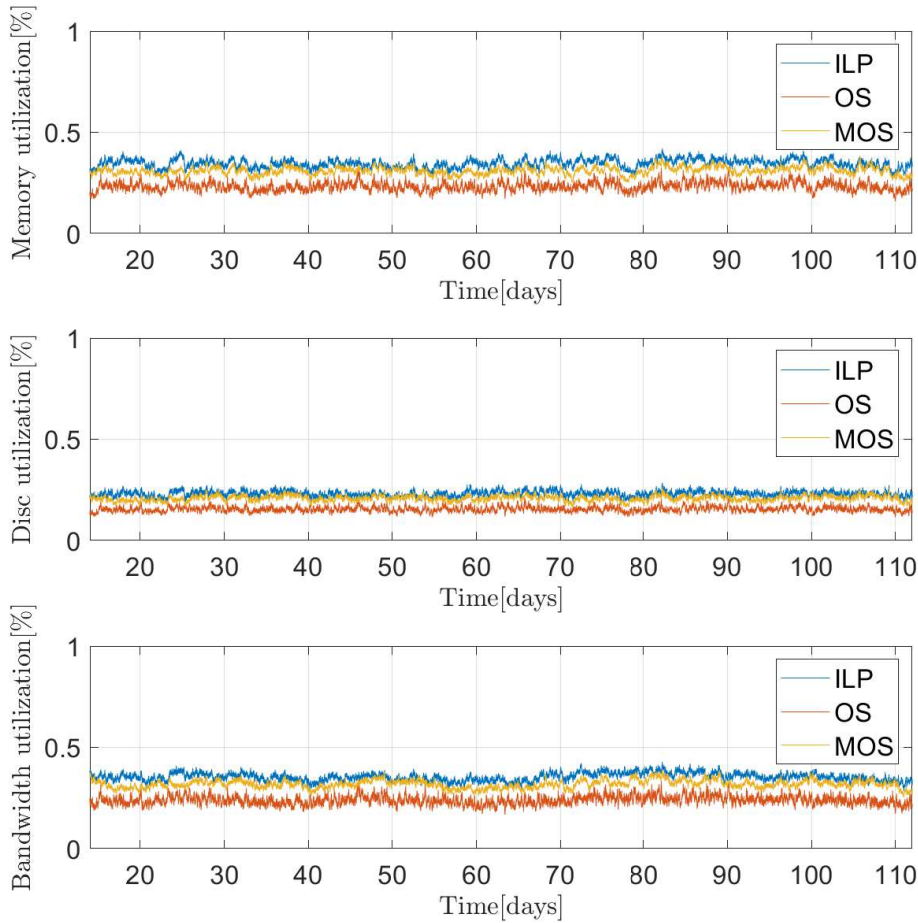 Memory utilization[%]
1
0.5
0
ILP
OS
MOS
20 30 40 50 60 70 80 90 100 110
Time[days]
Disc utilization[%]
1
0.5
0
ILP
OS
MOS
20 30 40 50 60 70 80 90 100 110
Time[days]
Bandwidth utilization[%]
1
0.5
0
ILP
OS
MOS
20 30 40 50 60 70 80 90 100 110
Time[days]